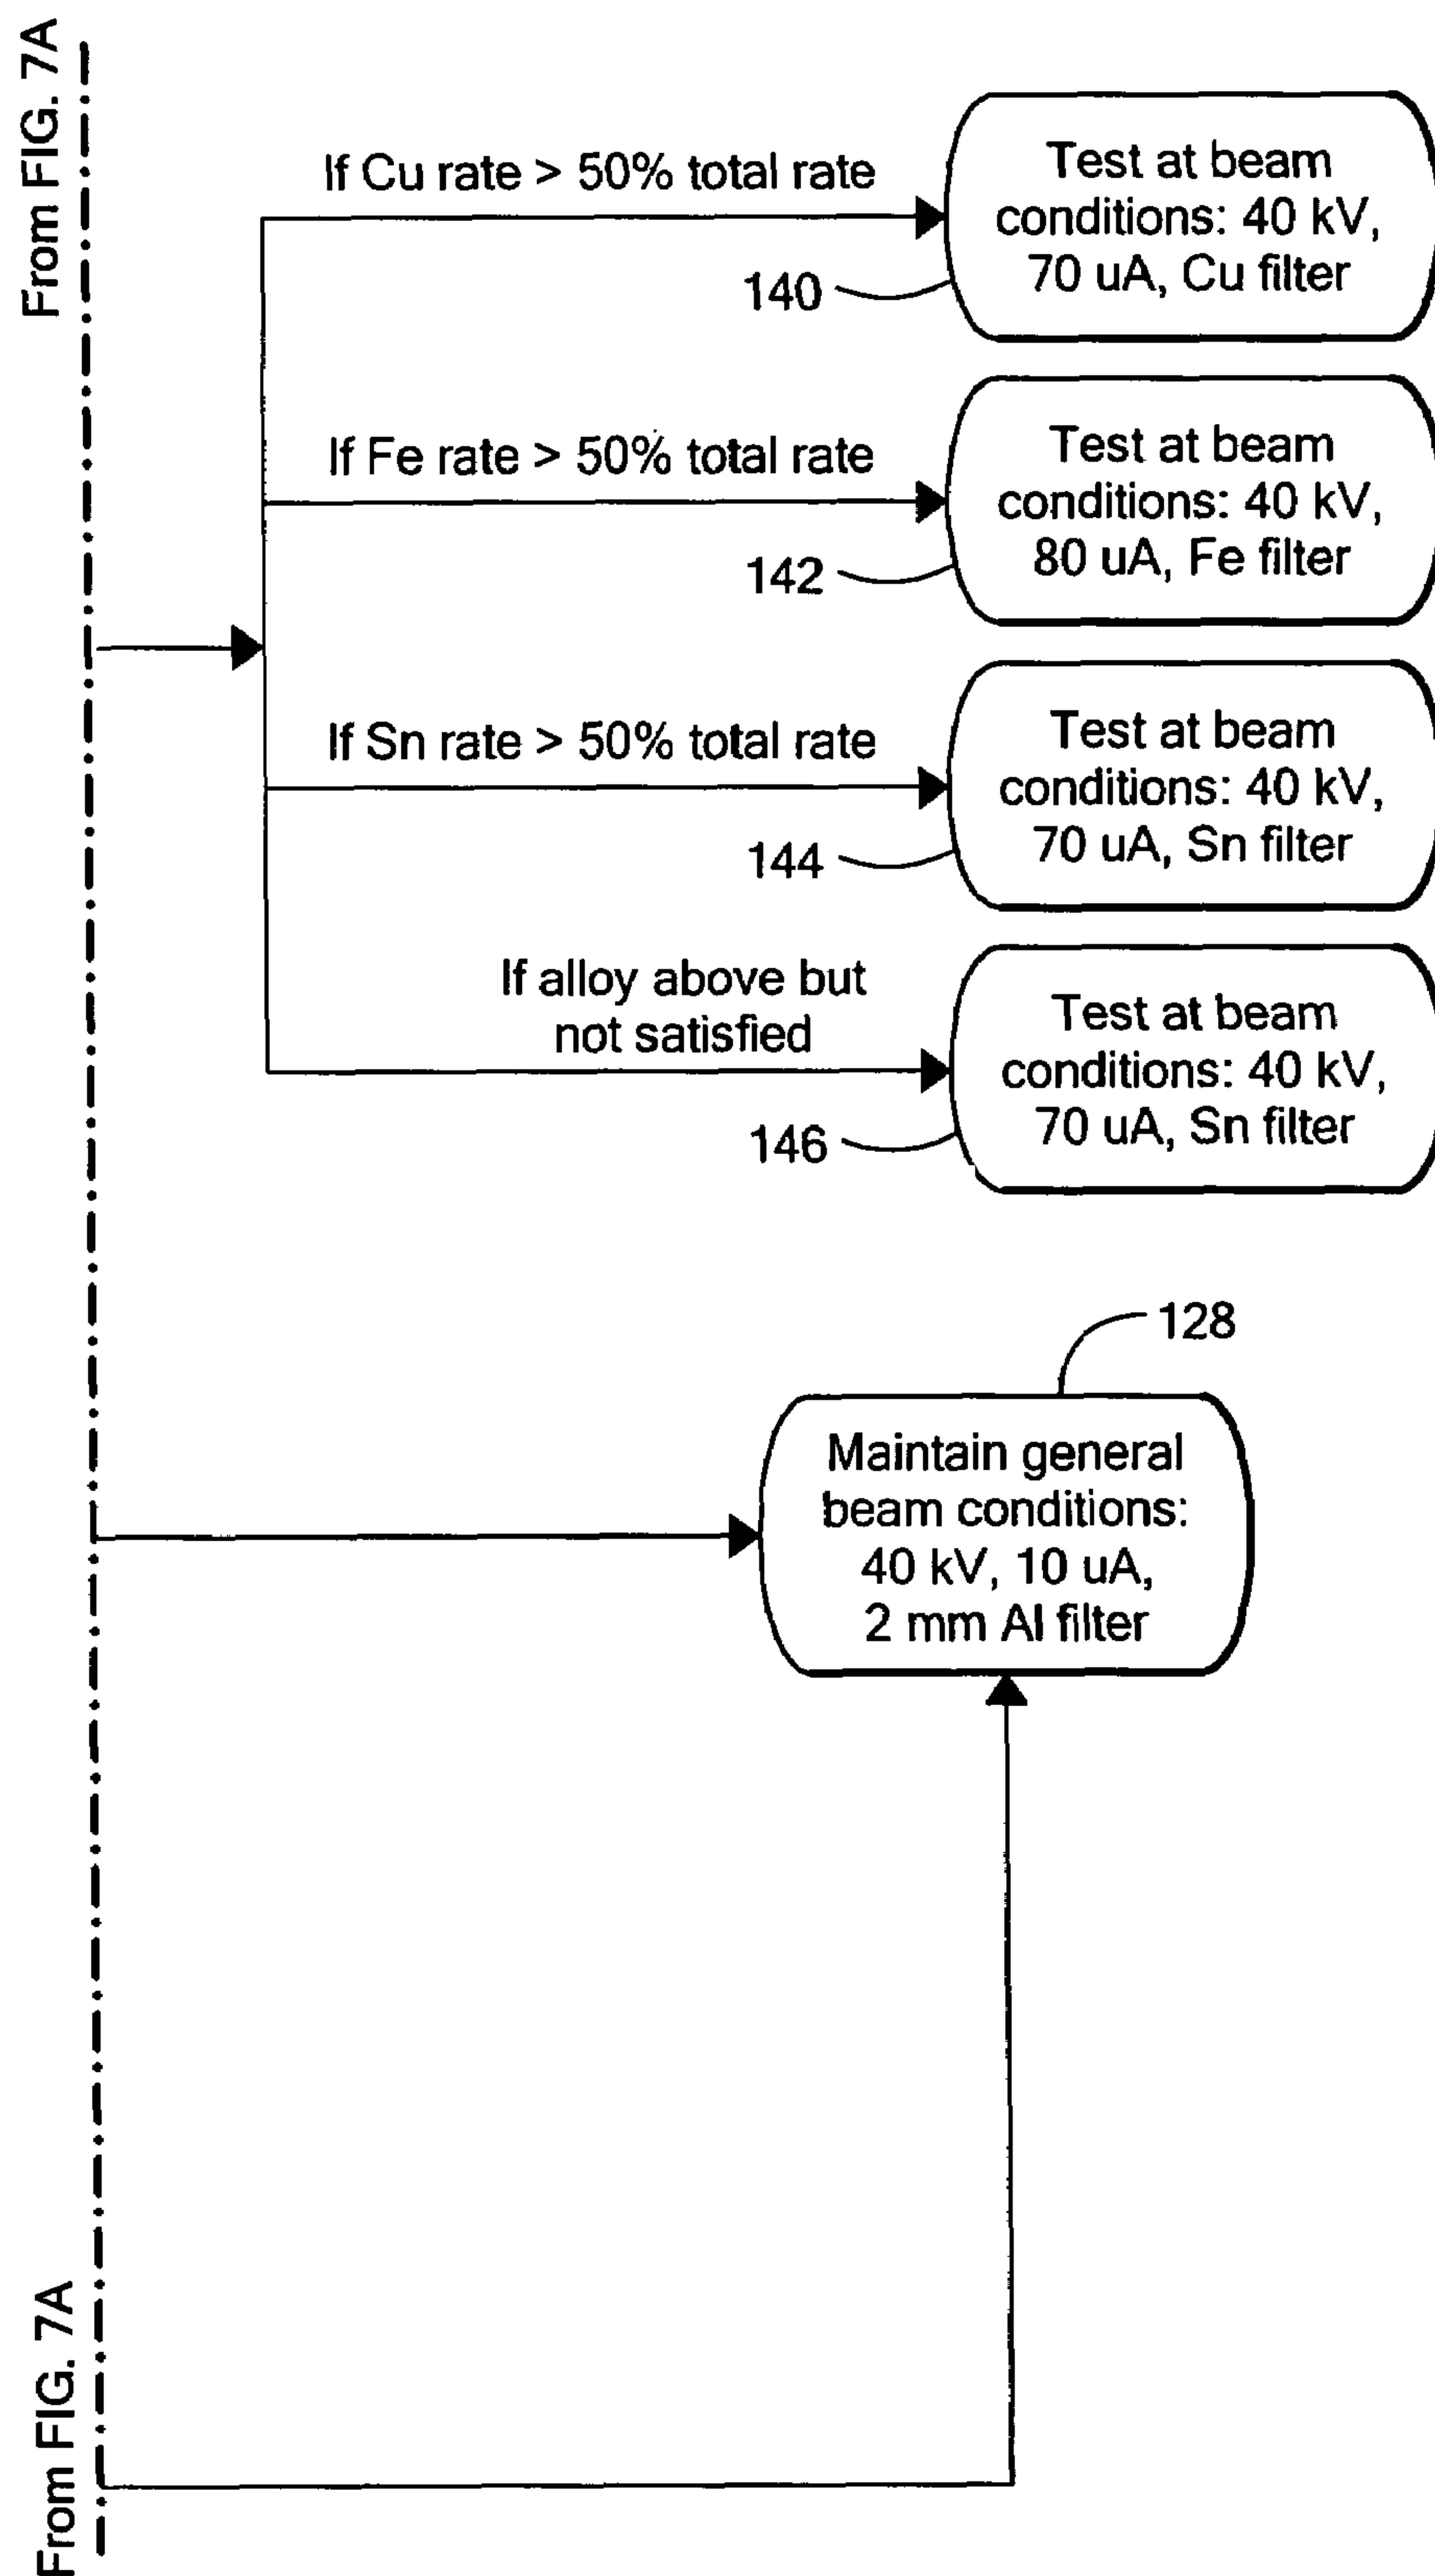 From FIG. 7A
If Cu rate > 50% total rate
Test at beam
conditions: 40 kV,
70 uA, Cu filter
140
If Fe rate > 50% total rate
Test at beam
conditions: 40 kV,
80 uA, Fe filter
142
If Sn rate > 50% total rate
Test at beam
conditions: 40 kV,
70 uA, Sn filter
144
If alloy above but
not satisfied
Test at beam
conditions: 40 kV,
70 uA, Sn filter
146
128
Maintain general
beam conditions:
40 kV, 10 uA,
2 mm Al filter
From FIG. 7A